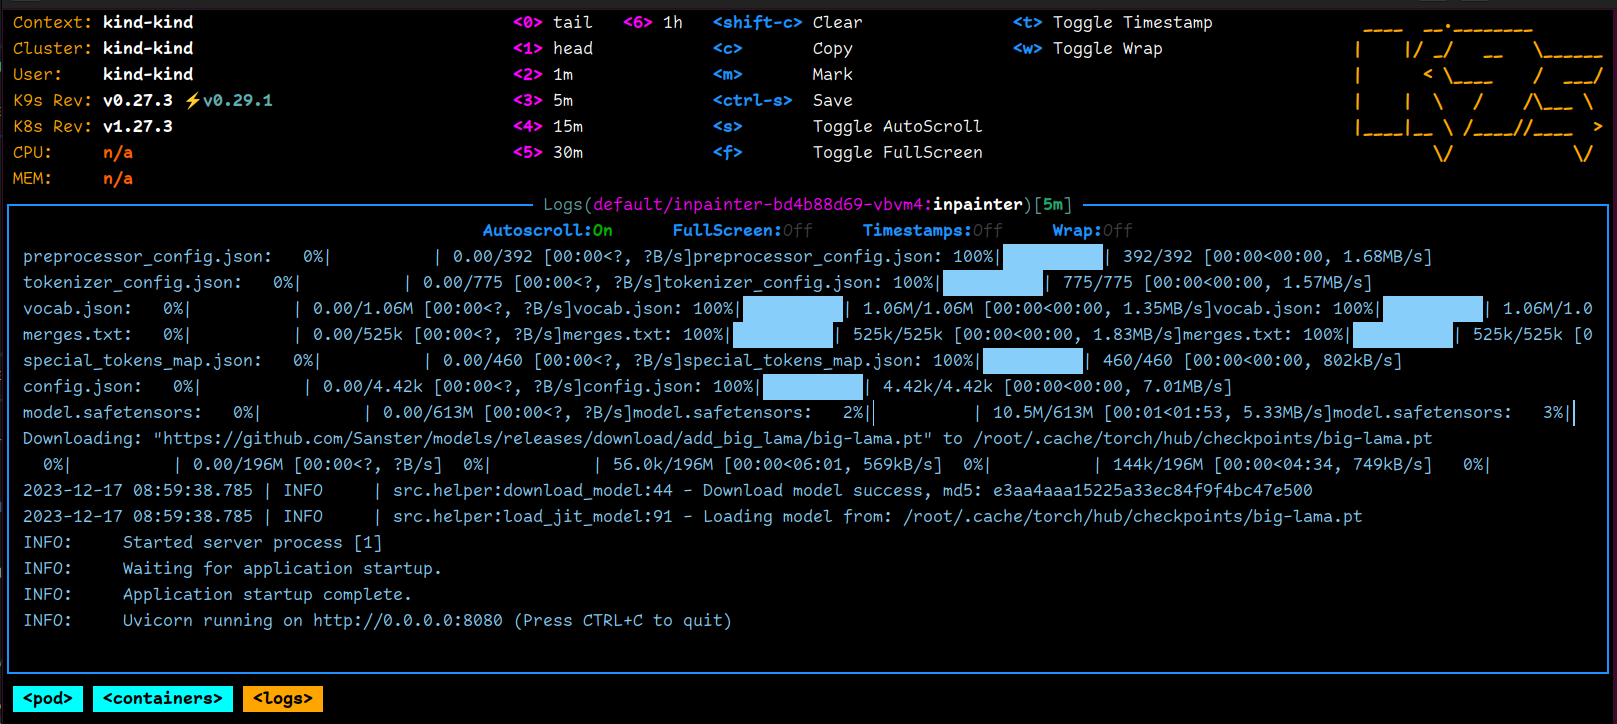 Context: kind-kind <0> tail <6> 1h <shift-c> Clear <t> Toggle Timestamp
Cluster: kind-kind <1> head <c> Copy <w> Toggle Wrap
User: kind-kind <2> 1m <m> Mark
K9s Rev: v0.27.3 ⚡v0.29.1 <3> 5m <ctrl-s> Save
K8s Rev: v1.27.3 <4> 15m <s> Toggle AutoScroll
CPU: n/a <5> 30m <f> Toggle FullScreen
MEM: n/a
K9s
Logs(default/inpainter-bd4b88d69-vbvm4:inpainter)[5m]
Autoscroll:On FullScreen:Off Timestamps:Off Wrap:Off
preprocessor_config.json:   0%|          | 0.00/392 [00:00<?, ?B/s]preprocessor_config.json: 100%|██████████| 392/392 [00:00<00:00, 1.68MB/s]
tokenizer_config.json:   0%|          | 0.00/775 [00:00<?, ?B/s]tokenizer_config.json: 100%|██████████| 775/775 [00:00<00:00, 1.57MB/s]
vocab.json:   0%|          | 0.00/1.06M [00:00<?, ?B/s]vocab.json: 100%|██████████| 1.06M/1.06M [00:00<00:00, 1.35MB/s]vocab.json: 100%|██████████| 1.06M/1.0
merges.txt:   0%|          | 0.00/525k [00:00<?, ?B/s]merges.txt: 100%|██████████| 525k/525k [00:00<00:00, 1.83MB/s]merges.txt: 100%|██████████| 525k/525k [0
special_tokens_map.json:   0%|          | 0.00/460 [00:00<?, ?B/s]special_tokens_map.json: 100%|██████████| 460/460 [00:00<00:00, 802kB/s]
config.json:   0%|          | 0.00/4.42k [00:00<?, ?B/s]config.json: 100%|██████████| 4.42k/4.42k [00:00<00:00, 7.01MB/s]
model.safetensors:   0%|          | 0.00/613M [00:00<?, ?B/s]model.safetensors:   2%|▏         | 10.5M/613M [00:01<01:53, 5.33MB/s]model.safetensors:   3%|▎
Downloading: "https://github.com/Sanster/models/releases/download/add_big_lama/big-lama.pt" to /root/.cache/torch/hub/checkpoints/big-lama.pt
  0%|          | 0.00/196M [00:00<?, ?B/s]  0%|          | 56.0k/196M [00:00<06:01, 569kB/s]  0%|          | 144k/196M [00:00<04:34, 749kB/s]   0%|
2023-12-17 08:59:38.785 | INFO     | src.helper:download_model:44 - Download model success, md5: e3aa4aaa15225a33ec84f9f4bc47e500
2023-12-17 08:59:38.785 | INFO     | src.helper:load_jit_model:91 - Loading model from: /root/.cache/torch/hub/checkpoints/big-lama.pt
INFO:     Started server process [1]
INFO:     Waiting for application startup.
INFO:     Application startup complete.
INFO:     Uvicorn running on http://0.0.0.0:8080 (Press CTRL+C to quit)
<pod> <containers> <logs>